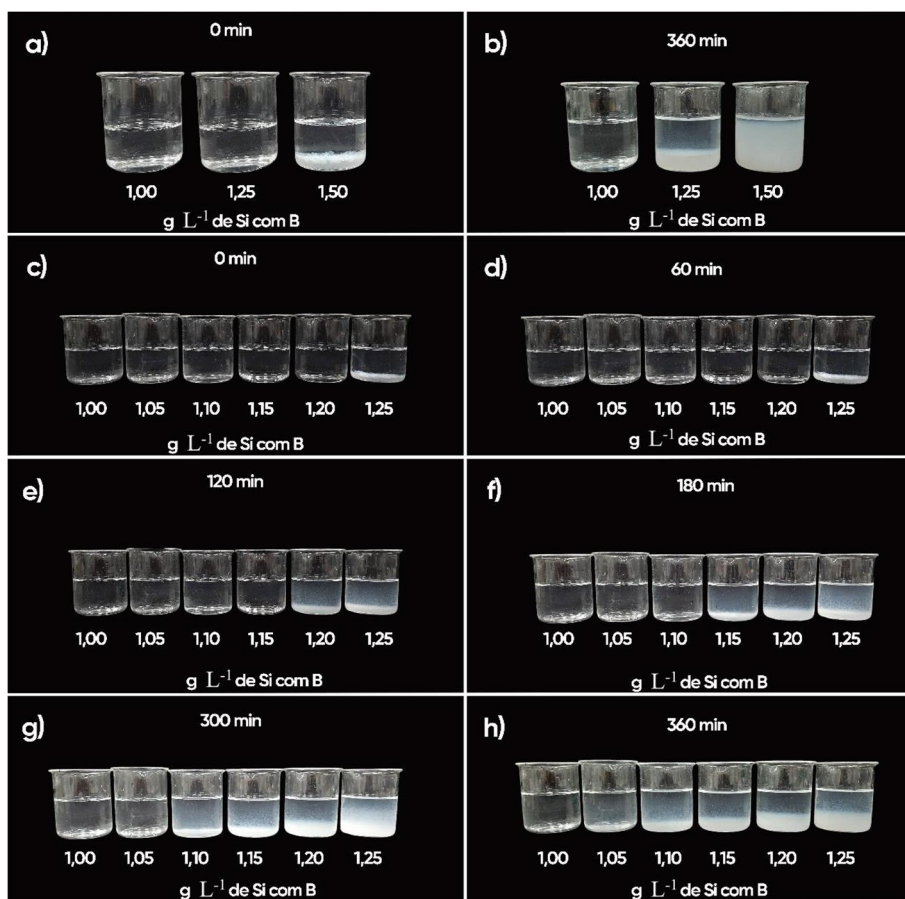 a)
0 min
1,00 1,25 1,50
g L⁻¹ de Si com B
b)
360 min
1,00 1,25 1,50
g L⁻¹ de Si com B
c)
0 min
1,00 1,05 1,10 1,15 1,20 1,25
g L⁻¹ de Si com B
d)
60 min
1,00 1,05 1,10 1,15 1,20 1,25
g L⁻¹ de Si com B
e)
120 min
1,00 1,05 1,10 1,15 1,20 1,25
g L⁻¹ de Si com B
f)
180 min
1,00 1,05 1,10 1,15 1,20 1,25
g L⁻¹ de Si com B
g)
300 min
1,00 1,05 1,10 1,15 1,20 1,25
g L⁻¹ de Si com B
h)
360 min
1,00 1,05 1,10 1,15 1,20 1,25
g L⁻¹ de Si com B